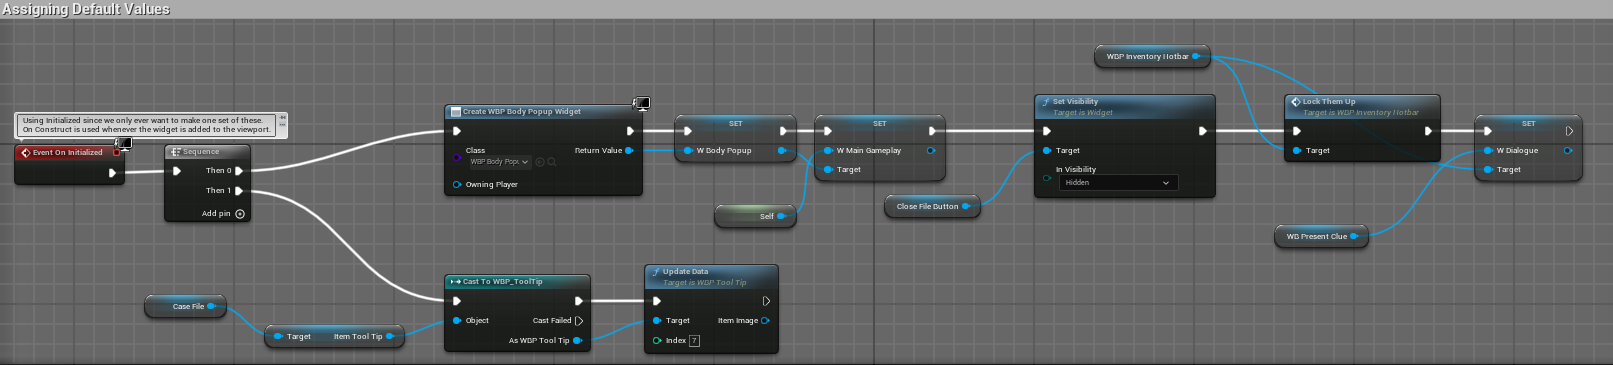 Assigning Default Values
WBP Inventory Hotbar
Using Initialized since we only ever want to make one set of these.
On Construct is used whenever the widget is added to the viewport.
Event On Initialized
Sequence
Then 0
Then 1
Add pin
Create WBP Body Popup Widget
Class
Return Value
WBP Body Pop
Owning Player
SET
W Body Popup
SET
W Main Gameplay
Target
Self
Close File Button
Set Visibility
Target is Widget
Target
In Visibility
Hidden
Lock Them Up
Target is WBP Inventory Hotbar
Target
SET
W Dialogue
Target
WB Present Clue
Case File
Target Item Tool Tip
Cast To WBP_ToolTip
Object
Cast Failed
As WBP Tool Tip
Update Data
Target is WBP Tool Tip
Target Item Image
Index 7